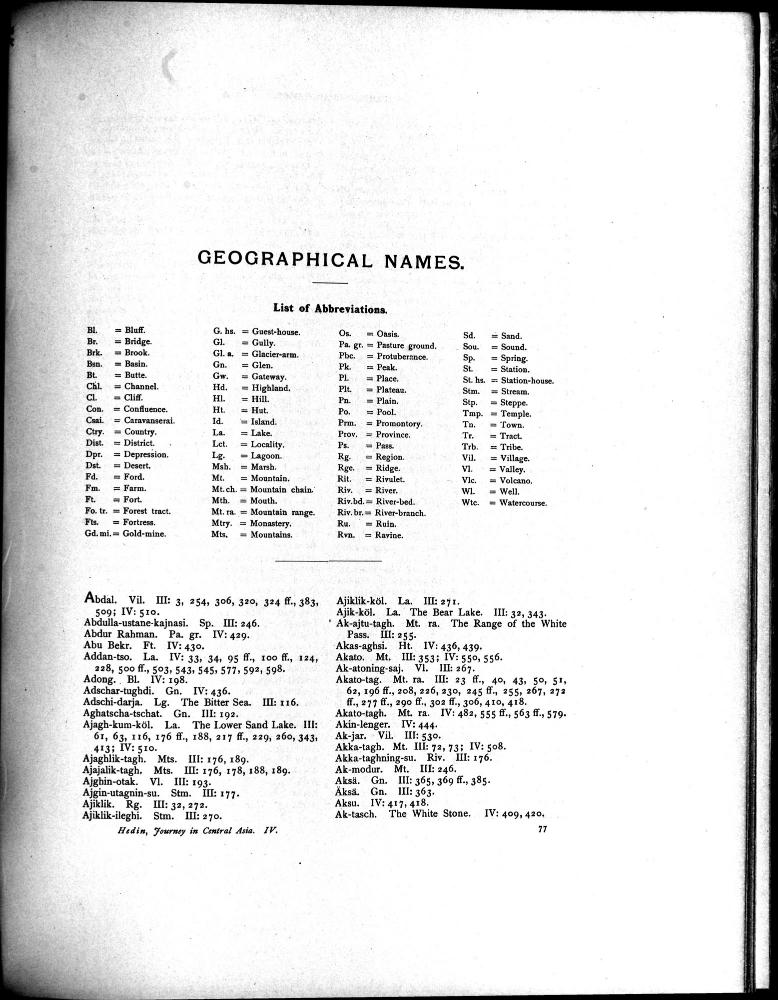 GEOGRAPHICAL NAMES.
List of Abbreviations.
Bl. = Bluff.
Br. = Bridge.
Brk. = Brook.
Bsn. = Basin.
Bt. = Butte.
Chl. = Channel.
Cl. = Cliff.
Con. = Confluence.
Csai. = Caravanserai.
Ctry. = Country.
Dist. = District.
Dpr. = Depression.
Dst. = Desert.
Fd. = Ford.
Fm. = Farm.
Ft. = Fort.
Fo. tr. = Forest tract.
Fts. = Fortress.
Gd. mi. = Gold-mine.
G. hs. = Guest-house.
Gl. = Gully.
Gl. a. = Glacier-arm.
Gn. = Glen.
Gw. = Gateway.
Hd. = Highland.
Hl. = Hill.
Ht. = Hut.
Id. = Island.
La. = Lake.
Lct. = Locality.
Lg. = Lagoon.
Msh. = Marsh.
Mt. = Mountain.
Mt. ch. = Mountain chain.
Mth. = Mouth.
Mt. ra. = Mountain range.
Mtry. = Monastery.
Mts. = Mountains.
Os. = Oasis.
Pa. gr. = Pasture ground.
Pbc. = Protuberance.
Pk. = Peak.
Pl. = Place.
Plt. = Plateau.
Pn. = Plain.
Po. = Pool.
Prm. = Promontory.
Prov. = Province.
Ps. = Pass.
Rg. = Region.
Rge. = Ridge.
Rit. = Rivulet.
Riv. = River.
Riv. bd. = River-bed.
Riv. br. = River-branch.
Ru. = Ruin.
Rvn. = Ravine.
Sd. = Sand.
Sou. = Sound.
Sp. = Spring.
St. = Station.
St. hs. = Station-house.
Stm. = Stream.
Stp. = Steppe.
Tmp. = Temple.
Tn. = Town.
Tr. = Tract.
Trb. = Tribe.
Vil. = Village.
Vl. = Valley.
Vlc. = Volcano.
Wl. = Well.
Wtc. = Watercourse.
Abdal. Vil. III: 3, 254, 306, 320, 324 ff., 383,
509; IV: 510.
Abdulla-ustane-kajnasi. Sp. III: 246.
Abdur Rahman. Pa. gr. IV: 429.
Abu Bekr. Ft. IV: 430.
Addan-tso. La. IV: 33, 34, 95 ff., 100 ff., 124,
228, 500 ff., 503, 543, 545, 577, 592, 598.
Adong. Bl. IV: 198.
Adschar-tughdi. Gn. IV: 436.
Adschi-darja. Lg. The Bitter Sea. III: 116.
Aghatscha-tschat. Gn. III: 192.
Ajagh-kum-köl. La. The Lower Sand Lake. III:
61, 63, 116, 176 ff., 188, 217 ff., 229, 260, 343,
413; IV: 510.
Ajaghlik-tagh. Mts. III: 176, 189.
Ajajalik-tagh. Mts. III: 176, 178, 188, 189.
Ajghin-otak. Vl. III: 193.
Ajgin-utagnin-su. Stm. III: 177.
Ajiklik. Rg. III: 32, 272.
Ajiklik-ileghi. Stm. III: 270.
Hedin, Journey in Central Asia. IV.
Ajiklik-köl. La. III: 271.
Ajik-köl. La. The Bear Lake. III: 32, 343.
Ak-ajtu-tagh. Mt. ra. The Range of the White
Pass. III: 255.
Akas-aghsi. Ht. IV: 436, 439.
Akato. Mt. III: 353; IV: 550, 556.
Ak-atoning-saj. Vl. III: 267.
Akato-tag. Mt. ra. III: 23 ff., 40, 43, 50, 51,
62, 196 ff., 208, 226, 230, 245 ff., 255, 267, 272
ff., 277 ff., 290 ff., 302 ff., 306, 410, 418.
Akato-tagh. Mt. ra. IV: 482, 555 ff., 563 ff., 579.
Akin-lenger. IV: 444.
Ak-jar. Vil. III: 530.
Akka-tagh. Mt. III: 72, 73; IV: 508.
Akka-taghning-su. Riv. III: 176.
Ak-modur. Mt. III: 246.
Aksä. Gn. III: 365, 369 ff., 385.
Äksä. Gn. III: 363.
Aksu. IV: 417, 418.
Ak-tasch. The White Stone. IV: 409, 420.
77